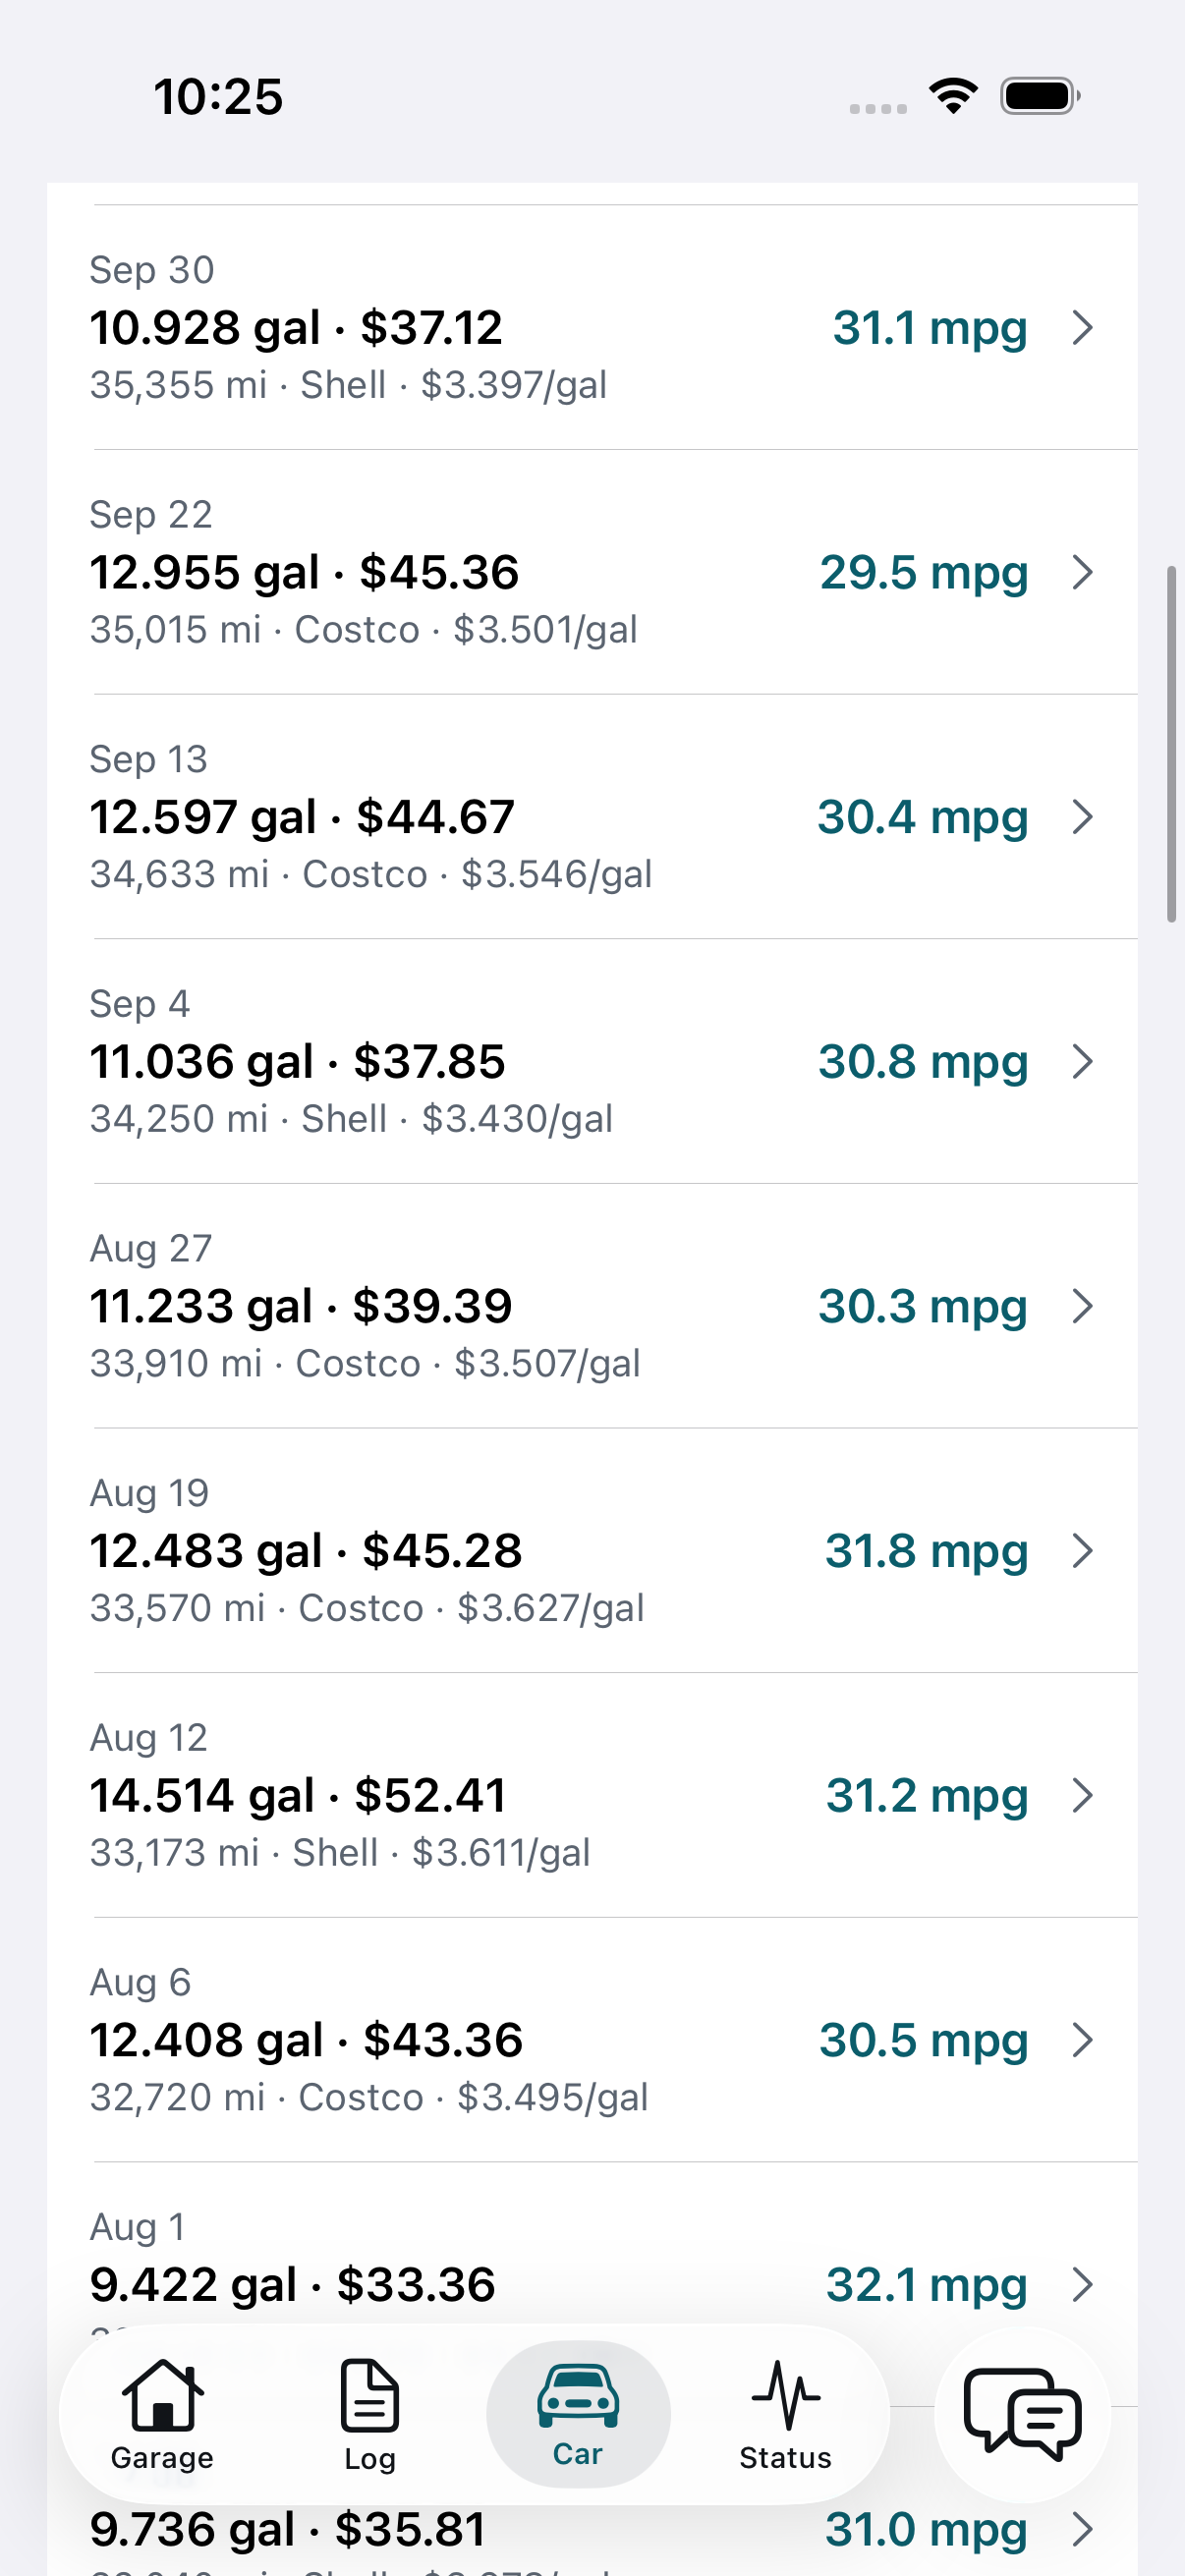 10:25
Sep 30
10.928 gal · $37.12
31.1 mpg
35,355 mi · Shell · $3.397/gal
Sep 22
12.955 gal · $45.36
29.5 mpg
35,015 mi · Costco · $3.501/gal
Sep 13
12.597 gal · $44.67
30.4 mpg
34,633 mi · Costco · $3.546/gal
Sep 4
11.036 gal · $37.85
30.8 mpg
34,250 mi · Shell · $3.430/gal
Aug 27
11.233 gal · $39.39
30.3 mpg
33,910 mi · Costco · $3.507/gal
Aug 19
12.483 gal · $45.28
31.8 mpg
33,570 mi · Costco · $3.627/gal
Aug 12
14.514 gal · $52.41
31.2 mpg
33,173 mi · Shell · $3.611/gal
Aug 6
12.408 gal · $43.36
30.5 mpg
32,720 mi · Costco · $3.495/gal
Aug 1
9.422 gal · $33.36
32.1 mpg
Garage
Log
Car
Status
9.736 gal · $35.81
31.0 mpg